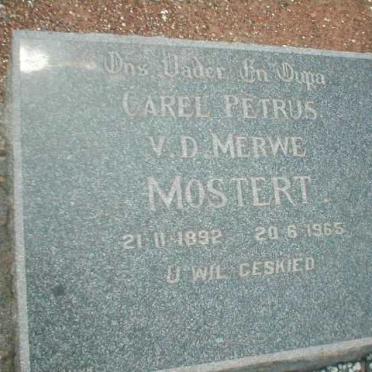 Ons Vader En Oupa
CAREL PETRUS
V.D. MERWE
MOSTERT.
21·11·1892 20·6·1965
U WIL GESKIED